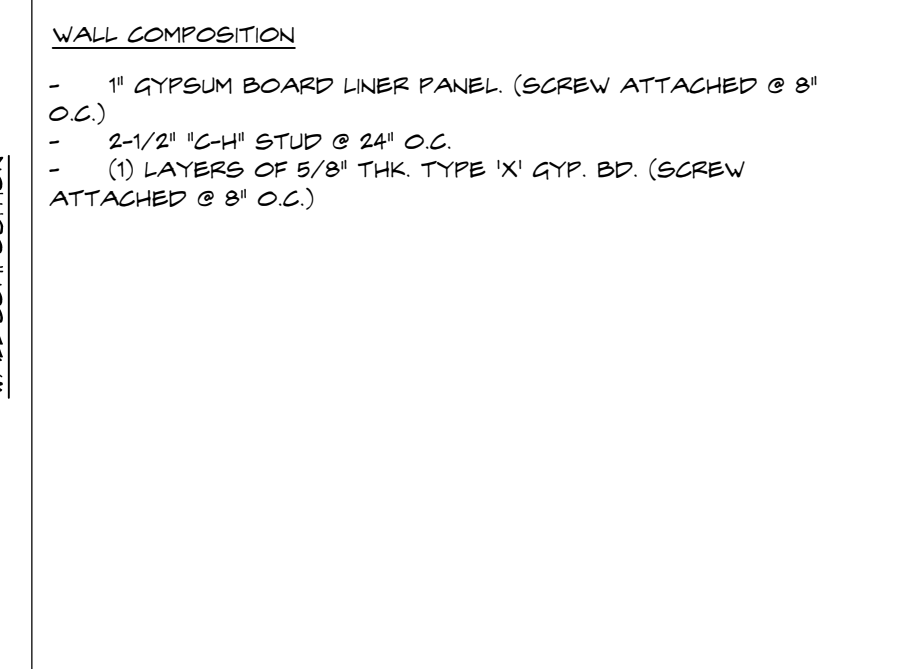 WALL COMPOSITION
- 1" GYPSUM BOARD LINER PANEL. (SCREW ATTACHED @ 8"
O.C.)
- 2-1/2" "C-H" STUD @ 24" O.C.
- (1) LAYERS OF 5/8" THK. TYPE 'X' GYP. BD. (SCREW
ATTACHED @ 8" O.C.)